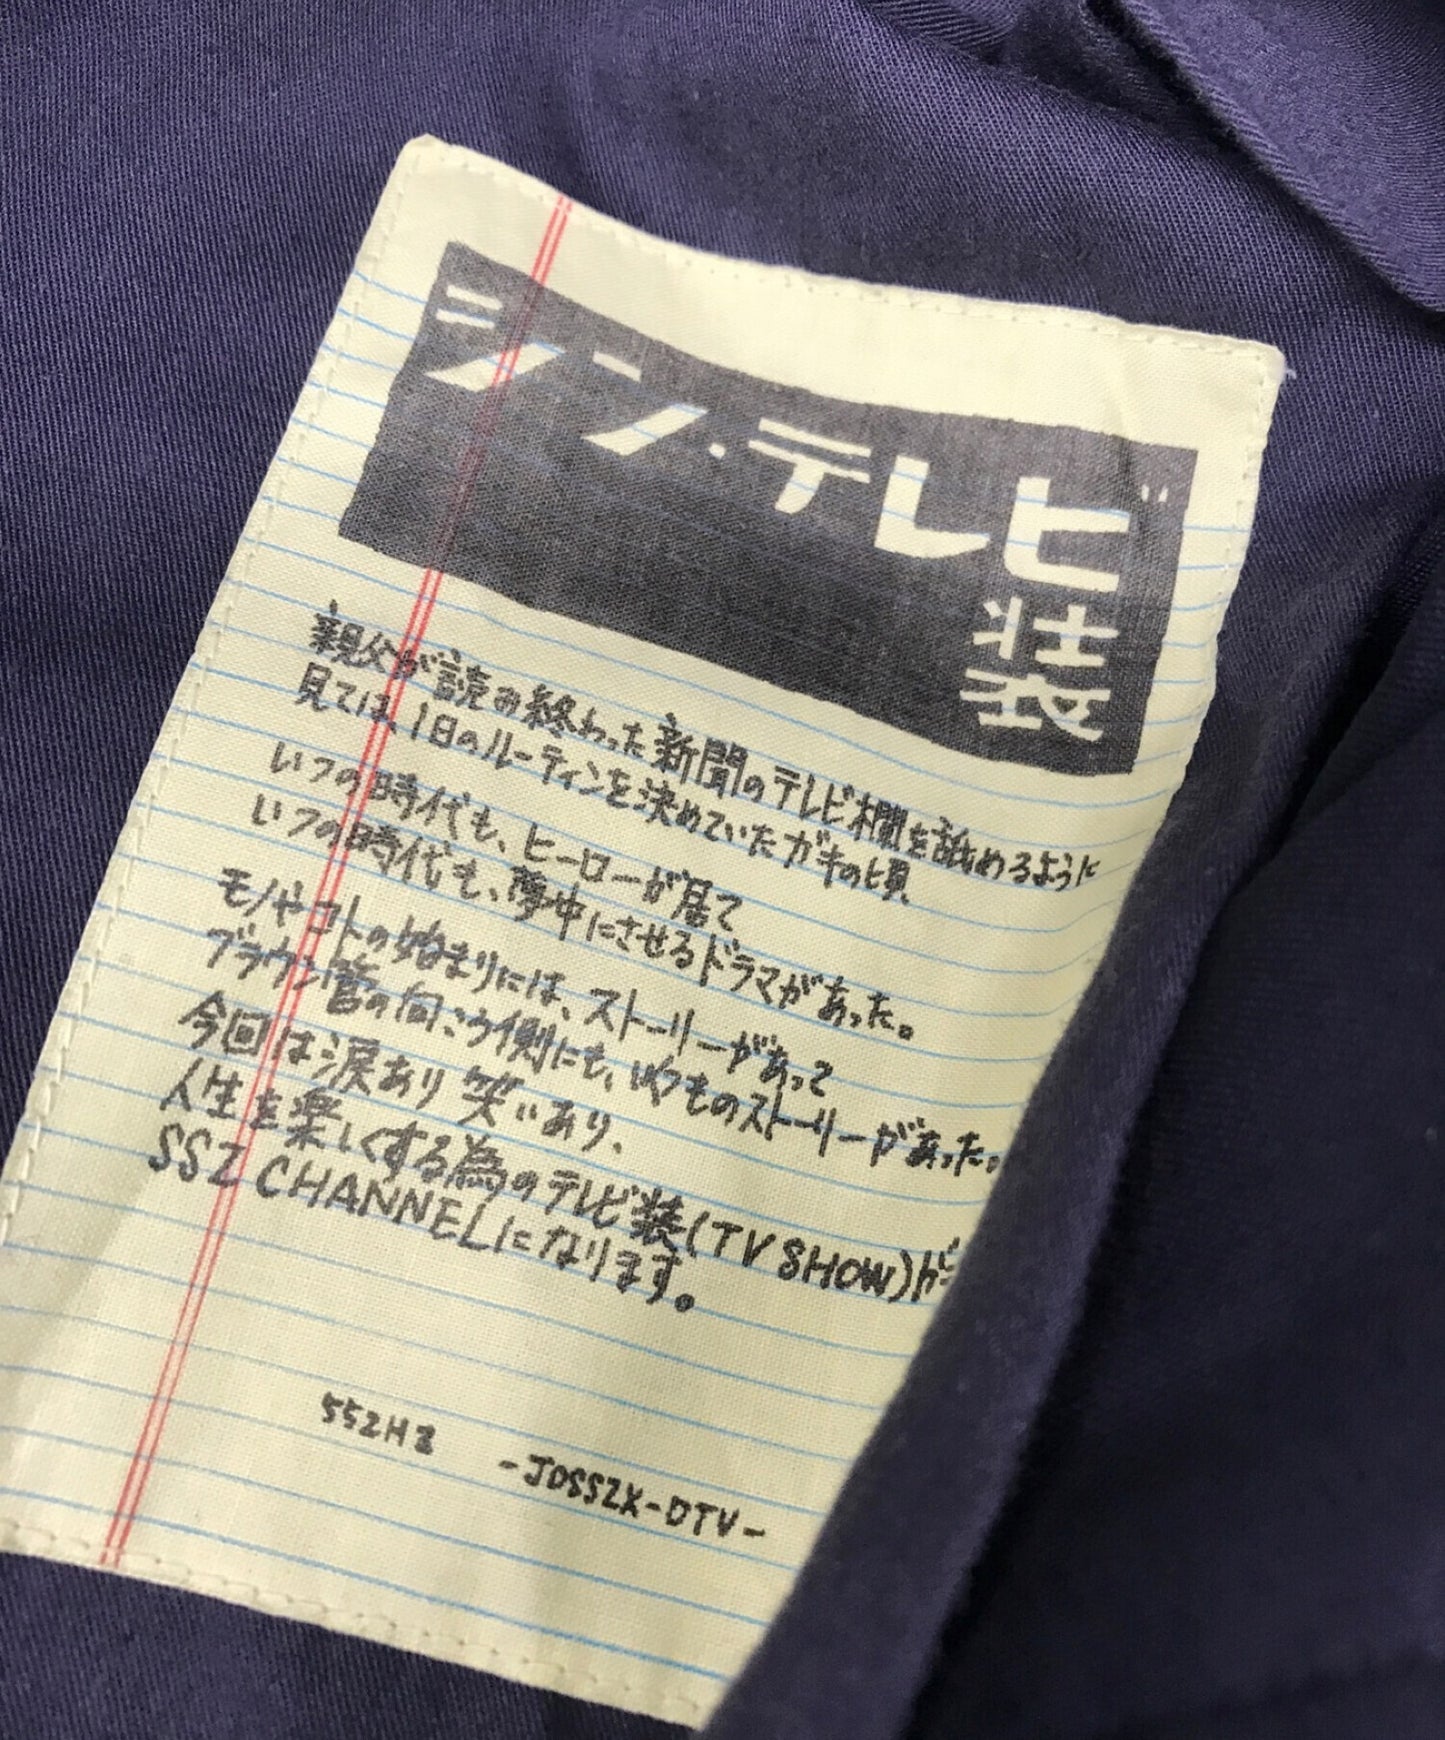 シン・テレビ
装
親父が読み終わった新聞のテレビ欄を舐めるように
見ては、1日のルーティンを決めていたガキの頃
いつの時代も、ヒーローが居て
いつの時代も、夢中にさせるドラマがあった。
モノやコトの始まりには、ストーリーがあって
ブラウン管の向こう側にも、いくつものストーリーがあった。
今回は涙あり笑いあり、
人生を楽しくする為のテレビ装(TV SHOW)が
SSZ CHANNELになります。
552HZ
-JOSSZX-DTV-